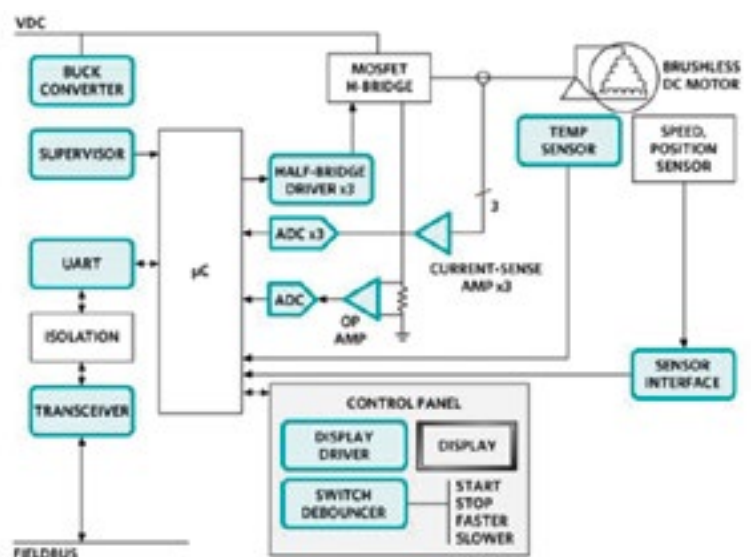 VDC
BUCK
CONVERTER
MOSFET
H-BRIDGE
BRUSHLESS
DC MOTOR
SUPERVISOR
HALF-BRIDGE
DRIVER x3
TEMP
SENSOR
SPEED,
POSITION
SENSOR
3
ADC x3
CURRENT-SENSE
AMP x3
UART
µC
ADC
OP
AMP
ISOLATION
SENSOR
INTERFACE
TRANSCEIVER
CONTROL PANEL
DISPLAY
DRIVER
DISPLAY
SWITCH
DEBOUNCER
START
STOP
FASTER
SLOWER
FIELDBUS